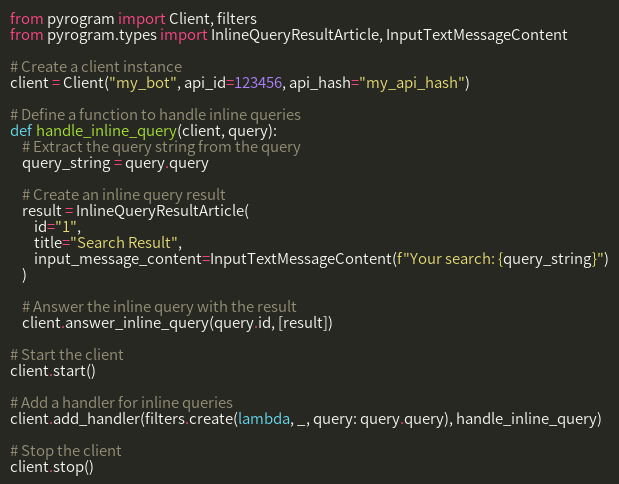 from pyrogram import Client, filters
from pyrogram.types import InlineQueryResultArticle, InputTextMessageContent

# Create a client instance
client = Client("my_bot", api_id=123456, api_hash="my_api_hash")

# Define a function to handle inline queries
def handle_inline_query(client, query):
    # Extract the query string from the query
    query_string = query.query

    # Create an inline query result
    result = InlineQueryResultArticle(
        id="1",
        title="Search Result",
        input_message_content=InputTextMessageContent(f"Your search: {query_string}")
    )

    # Answer the inline query with the result
    client.answer_inline_query(query.id, [result])

# Start the client
client.start()

# Add a handler for inline queries
client.add_handler(filters.create(lambda, _, query: query.query), handle_inline_query)

# Stop the client
client.stop()